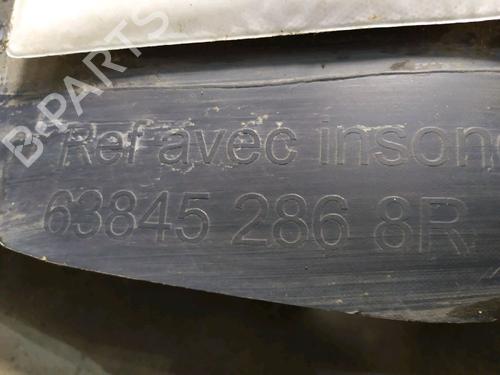 B-PARTS
Ref avec insono
63845 286 8R